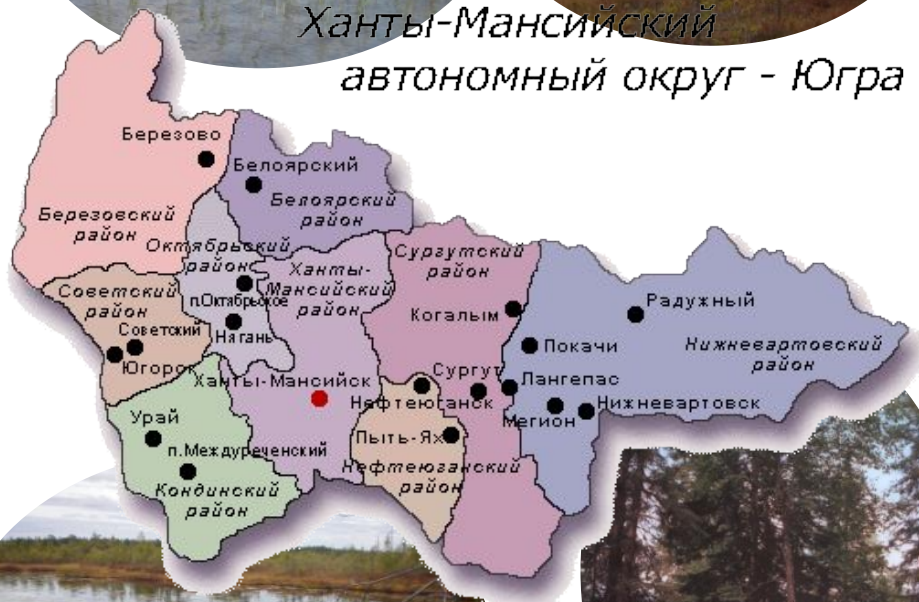 Ханты-Мансийский
автономный округ - Югра
Березово
Белоярский
Белоярский
район
Березовский
район
Октябрьский
район
Ханты-
Мансийский
район
Сургутский
район
Советский
район
п.Октябрьское
Когалым
Радужный
Советский
Нягань
Покачи
Нижневартовский
район
Югорск
Ханты-Мансийск
Сургут
Лангепас
Нефтеюганск
Мегион
Нижневартовск
Урай
Пыть-Ях
п.Междуреченский
Нефтеюганский
район
Кондинский
район